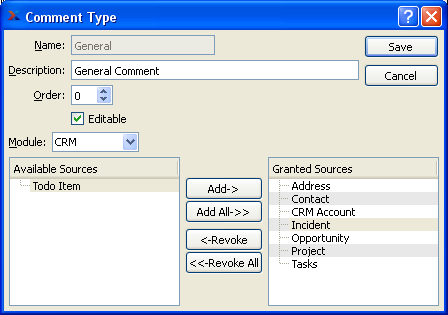 Comment Type
Name: General
Save
Description: General Comment
Cancel
Order: 0
Editable
Module: CRM
Available Sources
Todo Item
Add->
Add All->>
<-Revoke
<<-Revoke All
Granted Sources
Address
Contact
CRM Account
Incident
Opportunity
Project
Tasks